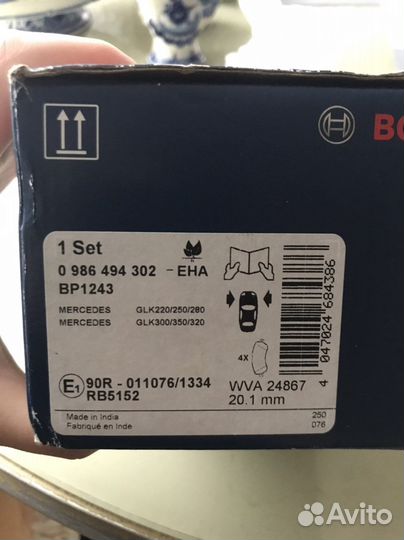 BO
1 Set
0 986 494 302 - EHA
BP1243
MERCEDES GLK220/250/280
MERCEDES GLK300/350/320
4X
E1 90R - 011076/1334
RB5152
WVA 24867
20.1 mm
Made in India
Fabriqué en Inde
250
076
4 047024 684386
Avito